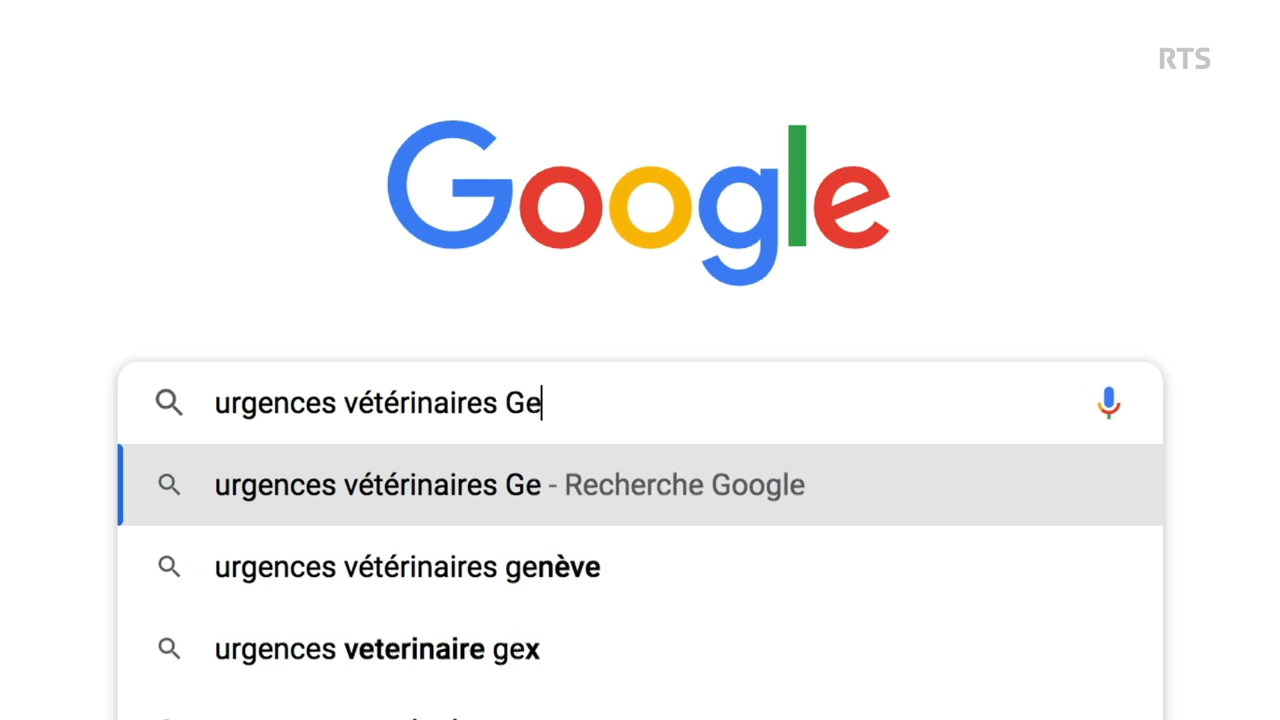 RTS
Google
urgences vétérinaires Ge
urgences vétérinaires Ge - Recherche Google
urgences vétérinaires genève
urgences veterinaire gex